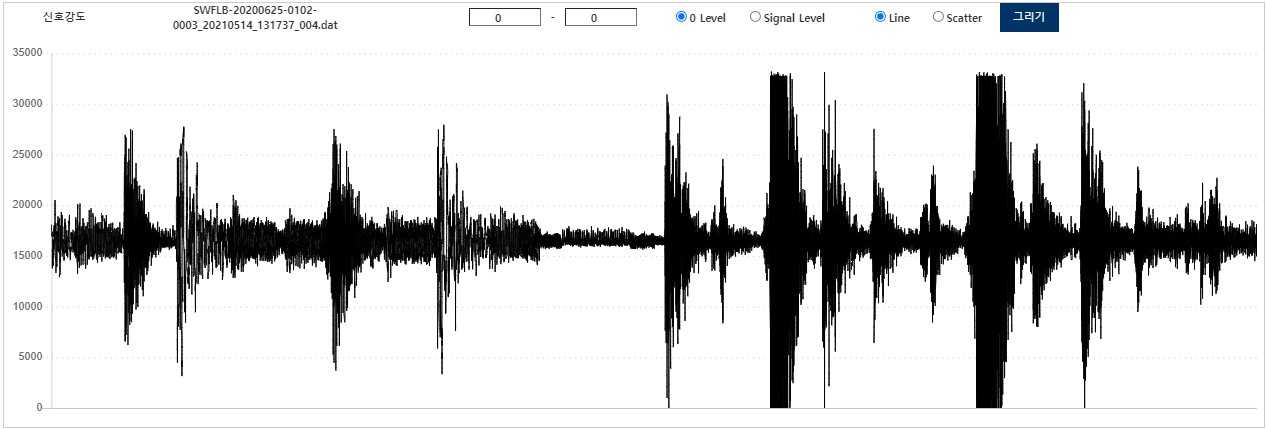 신호강도
SWFLB-20200625-0102-
0003_20210514_131737_004.dat
0 - 0
0 Level Signal Level
Line Scatter
그리기
35000
30000
25000
20000
15000
10000
5000
0